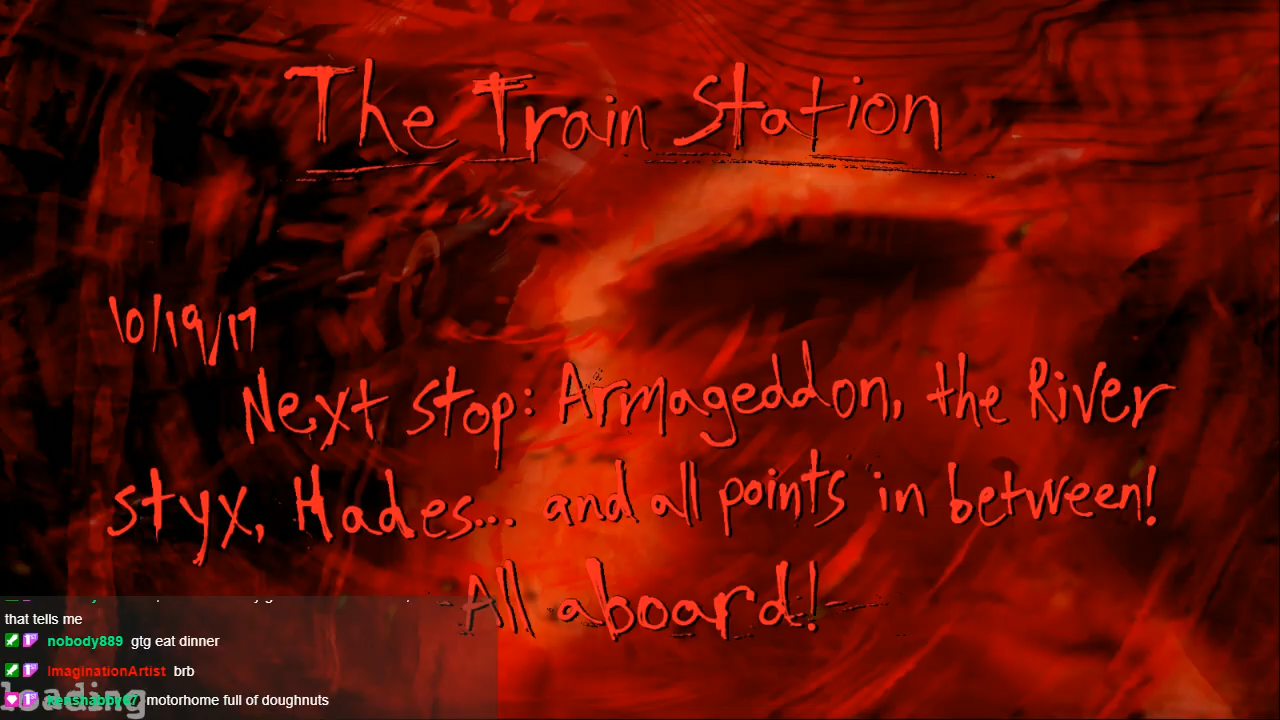 The Train Station
10/19/17
Next stop: Armageddon, the River
Styx, Hades... and all points in between!
All aboard!
that tells me
nobody889 gtg eat dinner
ImaginationArtist brb
motorhome full of doughnuts
loading